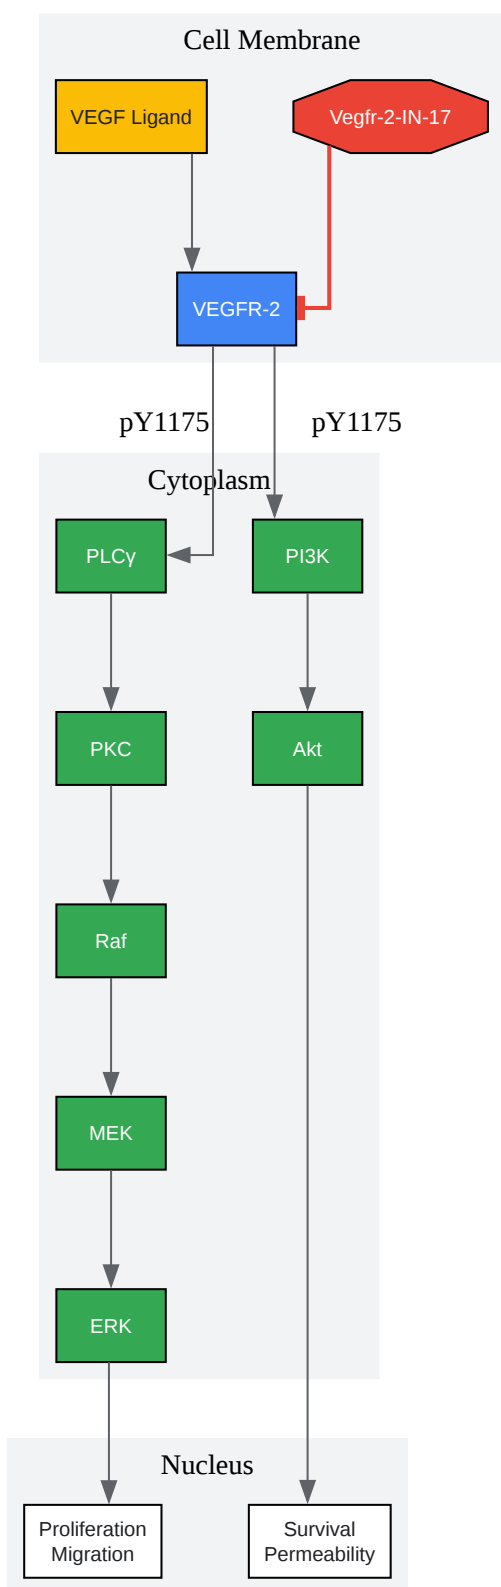 Cell Membrane
VEGF Ligand
Vegfr-2-IN-17
VEGFR-2
pY1175
pY1175
Cytoplasm
PLCγ
PI3K
PKC
Akt
Raf
MEK
ERK
Nucleus
Proliferation
Migration
Survival
Permeability